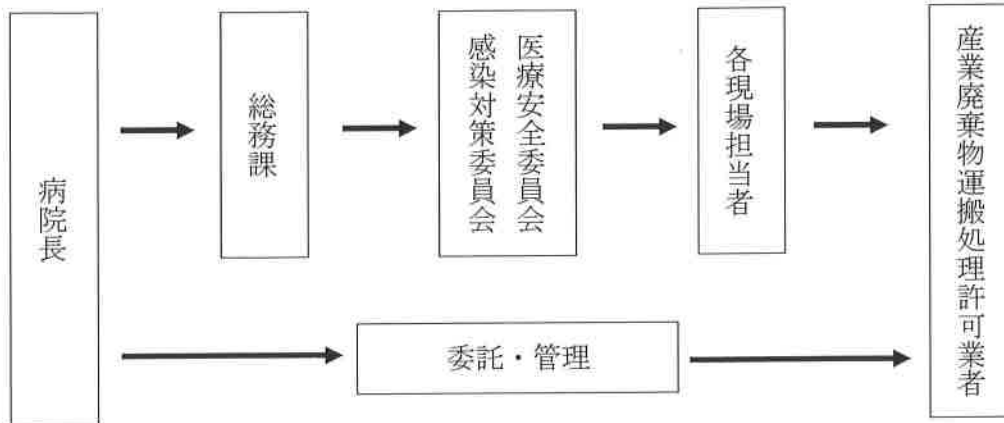 病院長
総務課
医療安全委員会
感染対策委員会
各現場担当者
産業廃棄物運搬処理許可業者
委託・管理